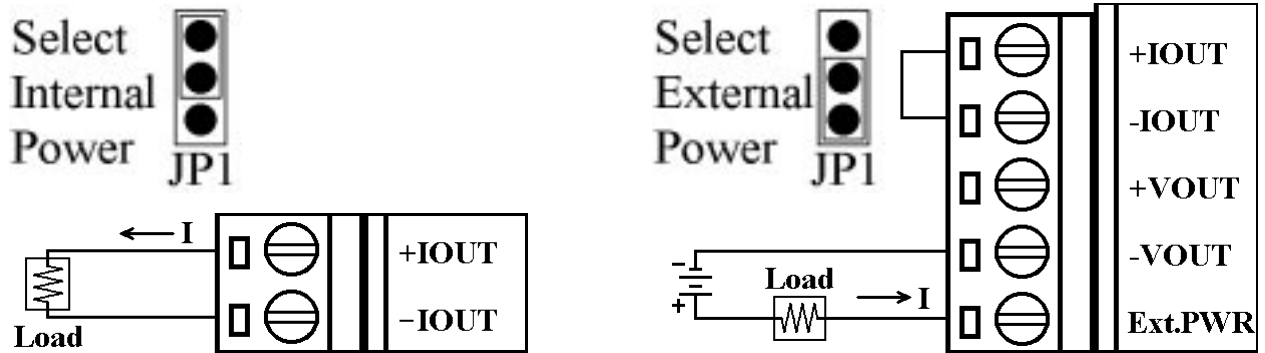 Select
Internal
Power
JP1
I
+IOUT
−IOUT
Load
Select
External
Power
JP1
+IOUT
-IOUT
+VOUT
-VOUT
Ext.PWR
-
+
Load
I